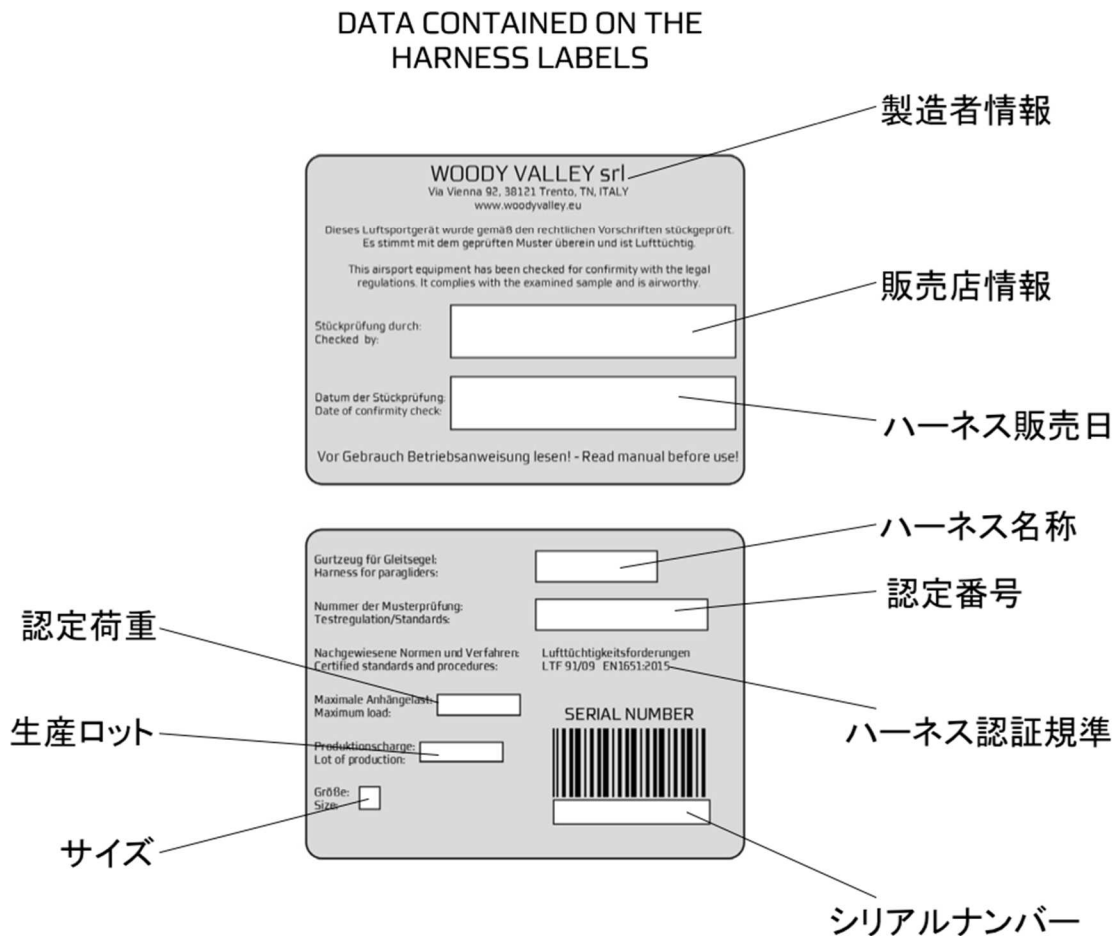 DATA CONTAINED ON THE
HARNESS LABELS
製造者情報
WOODY VALLEY srl
Via Vienna 92, 38121 Trento, TN, ITALY
www.woodyvalley.eu
Dieses Luftsportgerät wurde gemäß den rechtlichen Vorschriften stückgeprüft.
Es stimmt mit dem geprüften Muster überein und ist Lufttüchtig.
This airsport equipment has been checked for confirmity with the legal
regulations. It complies with the examined sample and is airworthy.
販売店情報
Stückprüfung durch:
Checked by:
Datum der Stückprüfung:
Date of confirmity check:
ハーネス販売日
Vor Gebrauch Betriebsanweisung lesen! - Read manual before use!
ハーネス名称
Gurtzeug für Gleitsegel:
Harness for paragliders:
認定番号
Nummer der Musterprüfung:
Testregulation/Standards:
認定荷重
Nachgewiesene Normen und Verfahren:
Certified standards and procedures:
Lufttüchtigkeitsforderungen
LTF 91/09 EN1651:2015
Maximale Anhängelast:
Maximum load:
SERIAL NUMBER
生産ロット
ハーネス認証規準
Produktionscharge:
Lot of production:
Größe:
Size:
サイズ
シリアルナンバー